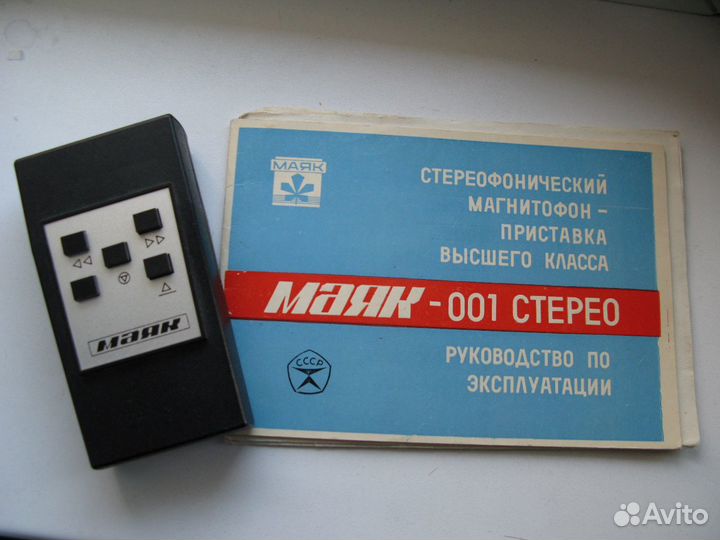 МАЯК
МАЯК
СТЕРЕОФОНИЧЕСКИЙ
МАГНИТОФОН –
ПРИСТАВКА
ВЫСШЕГО КЛАССА
МАЯК - 001 СТЕРЕО
СССР
РУКОВОДСТВО ПО
ЭКСПЛУАТАЦИИ
Avito